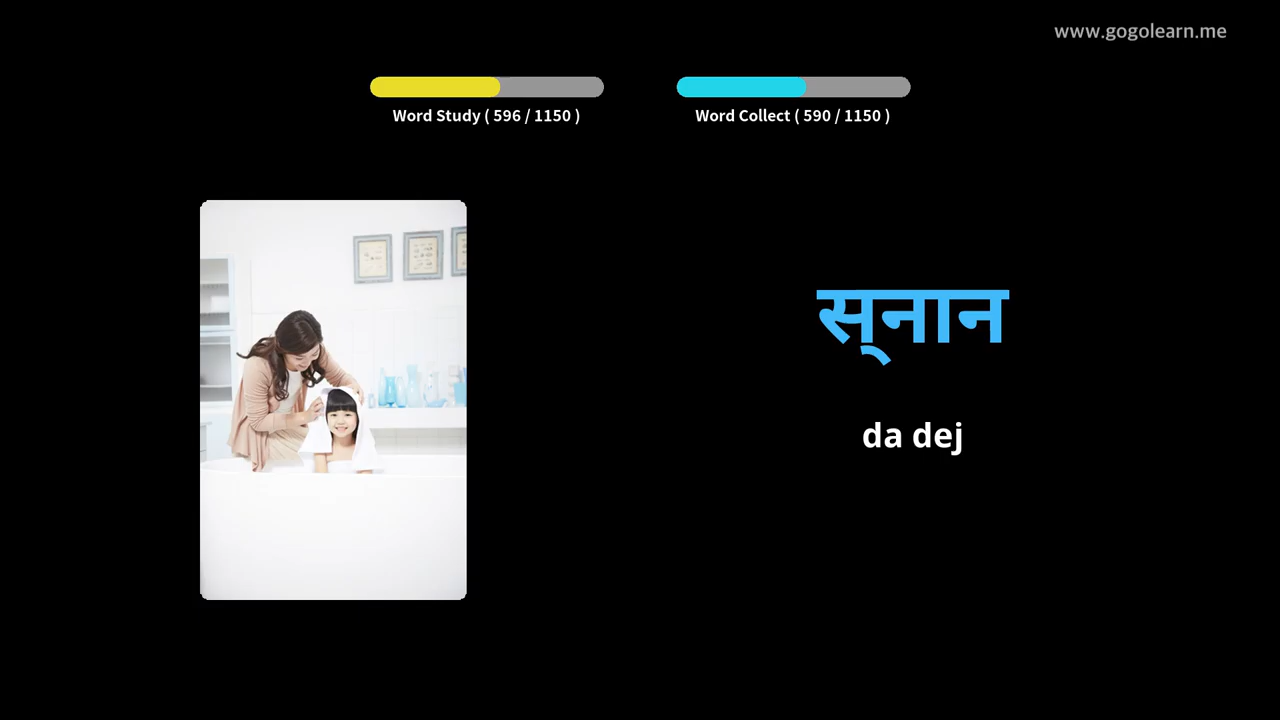 www.gogolearn.me
Word Study ( 596 / 1150 )
Word Collect ( 590 / 1150 )
स्‌नान
da dej